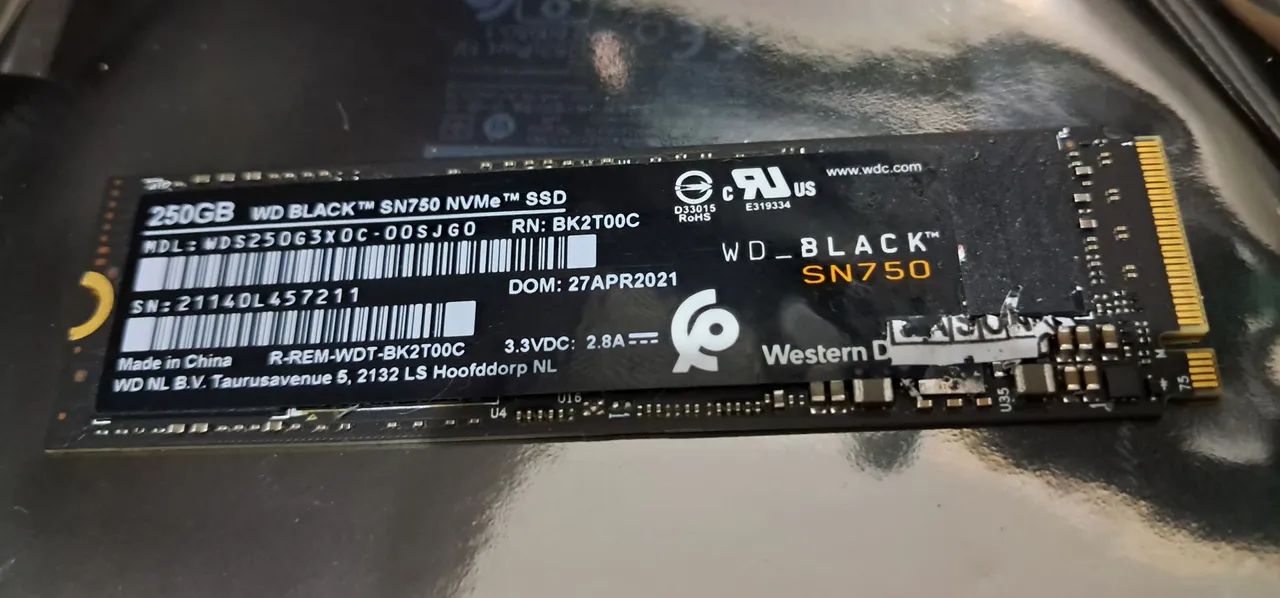 250GB WD BLACK™ SN750 NVMe™ SSD
MDL: WDS250G3X0C-00SJG0
RN: BK2T00C
SN: 21140L457211
DOM: 27APR2021
Made in China R-REM-WDT-BK2T00C
3.3VDC: 2.8A
WD NL B.V. Taurusavenue 5, 2132 LS Hoofddorp NL
D33015
RoHS
c RU US
E319334
www.wdc.com
WD_BLACK™
SN750
Western D
U4
U16
U35
M
75